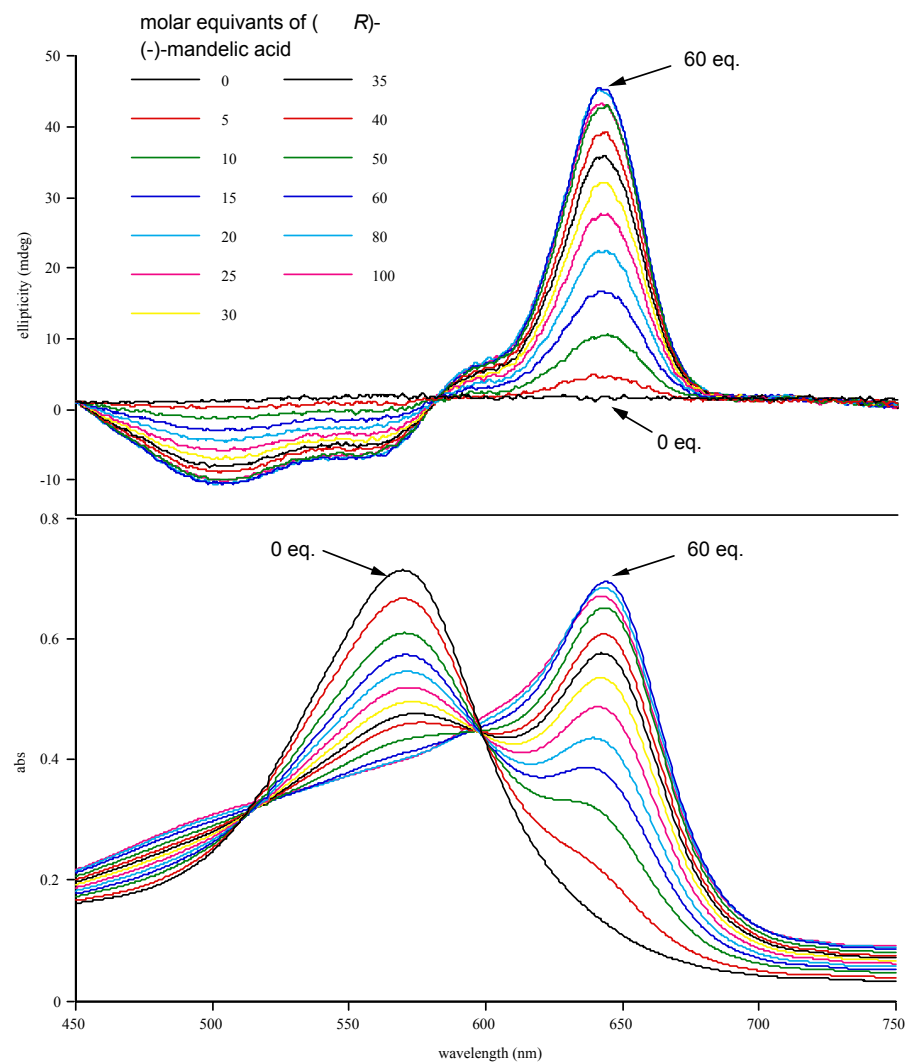 molar equivants of ( R)-
(-)-mandelic acid
0 35
5 40
10 50
15 60
20 80
25 100
30
60 eq.
0 eq.
50
40
30
20
10
0
-10
ellipticity (mdeg)
0 eq.
60 eq.
0.8
0.6
0.4
0.2
0
abs
450 500 550 600 650 700 750
wavelength (nm)